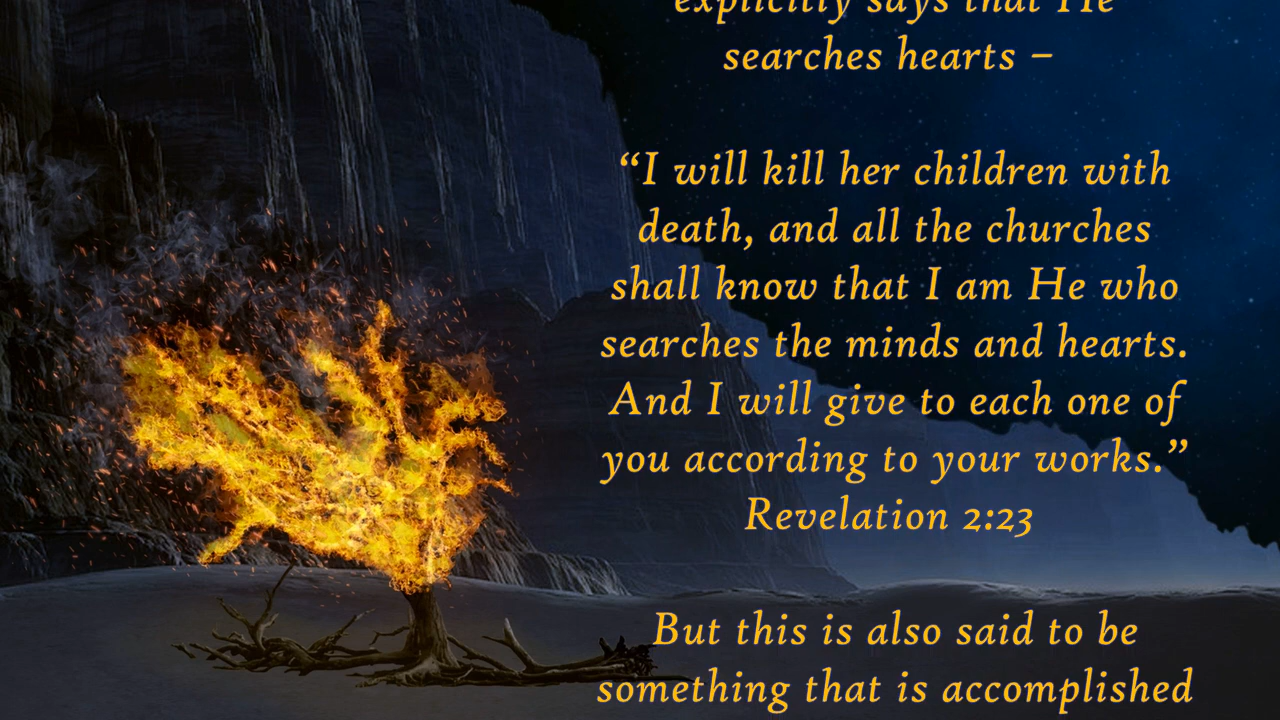 explicitly says that He
searches hearts –
“I will kill her children with
death, and all the churches
shall know that I am He who
searches the minds and hearts.
And I will give to each one of
you according to your works.”
Revelation 2:23
But this is also said to be
something that is accomplished